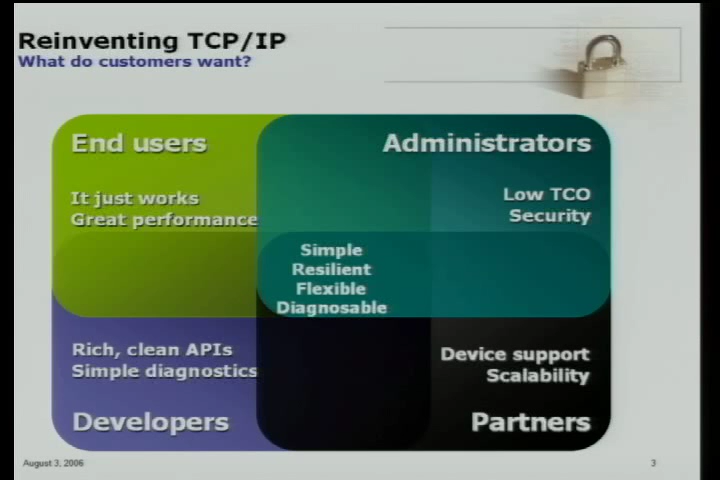 Reinventing TCP/IP
What do customers want?
End users
It just works
Great performance
Administrators
Low TCO
Security
Simple
Resilient
Flexible
Diagnosable
Rich, clean APIs
Simple diagnostics
Developers
Device support
Scalability
Partners
August 3, 2006
3